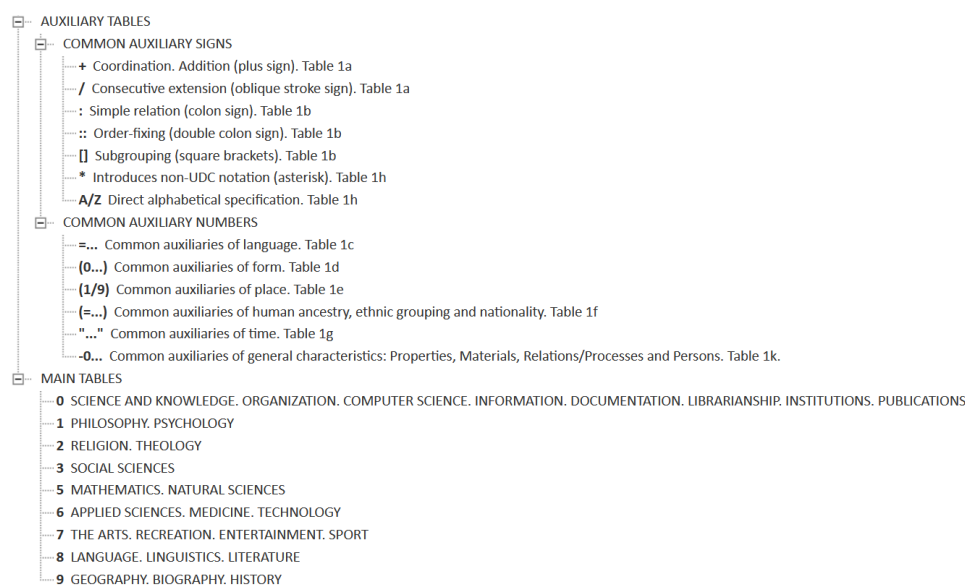 AUXILIARY TABLES
COMMON AUXILIARY SIGNS
+ Coordination. Addition (plus sign). Table 1a
/ Consecutive extension (oblique stroke sign). Table 1a
: Simple relation (colon sign). Table 1b
:: Order-fixing (double colon sign). Table 1b
[] Subgrouping (square brackets). Table 1b
* Introduces non-UDC notation (asterisk). Table 1h
A/Z Direct alphabetical specification. Table 1h
COMMON AUXILIARY NUMBERS
=... Common auxiliaries of language. Table 1c
(0...) Common auxiliaries of form. Table 1d
(1/9) Common auxiliaries of place. Table 1e
(=...) Common auxiliaries of human ancestry, ethnic grouping and nationality. Table 1f
"..." Common auxiliaries of time. Table 1g
-0... Common auxiliaries of general characteristics: Properties, Materials, Relations/Processes and Persons. Table 1k.
MAIN TABLES
0 SCIENCE AND KNOWLEDGE. ORGANIZATION. COMPUTER SCIENCE. INFORMATION. DOCUMENTATION. LIBRARIANSHIP. INSTITUTIONS. PUBLICATIONS
1 PHILOSOPHY. PSYCHOLOGY
2 RELIGION. THEOLOGY
3 SOCIAL SCIENCES
5 MATHEMATICS. NATURAL SCIENCES
6 APPLIED SCIENCES. MEDICINE. TECHNOLOGY
7 THE ARTS. RECREATION. ENTERTAINMENT. SPORT
8 LANGUAGE. LINGUISTICS. LITERATURE
9 GEOGRAPHY. BIOGRAPHY. HISTORY